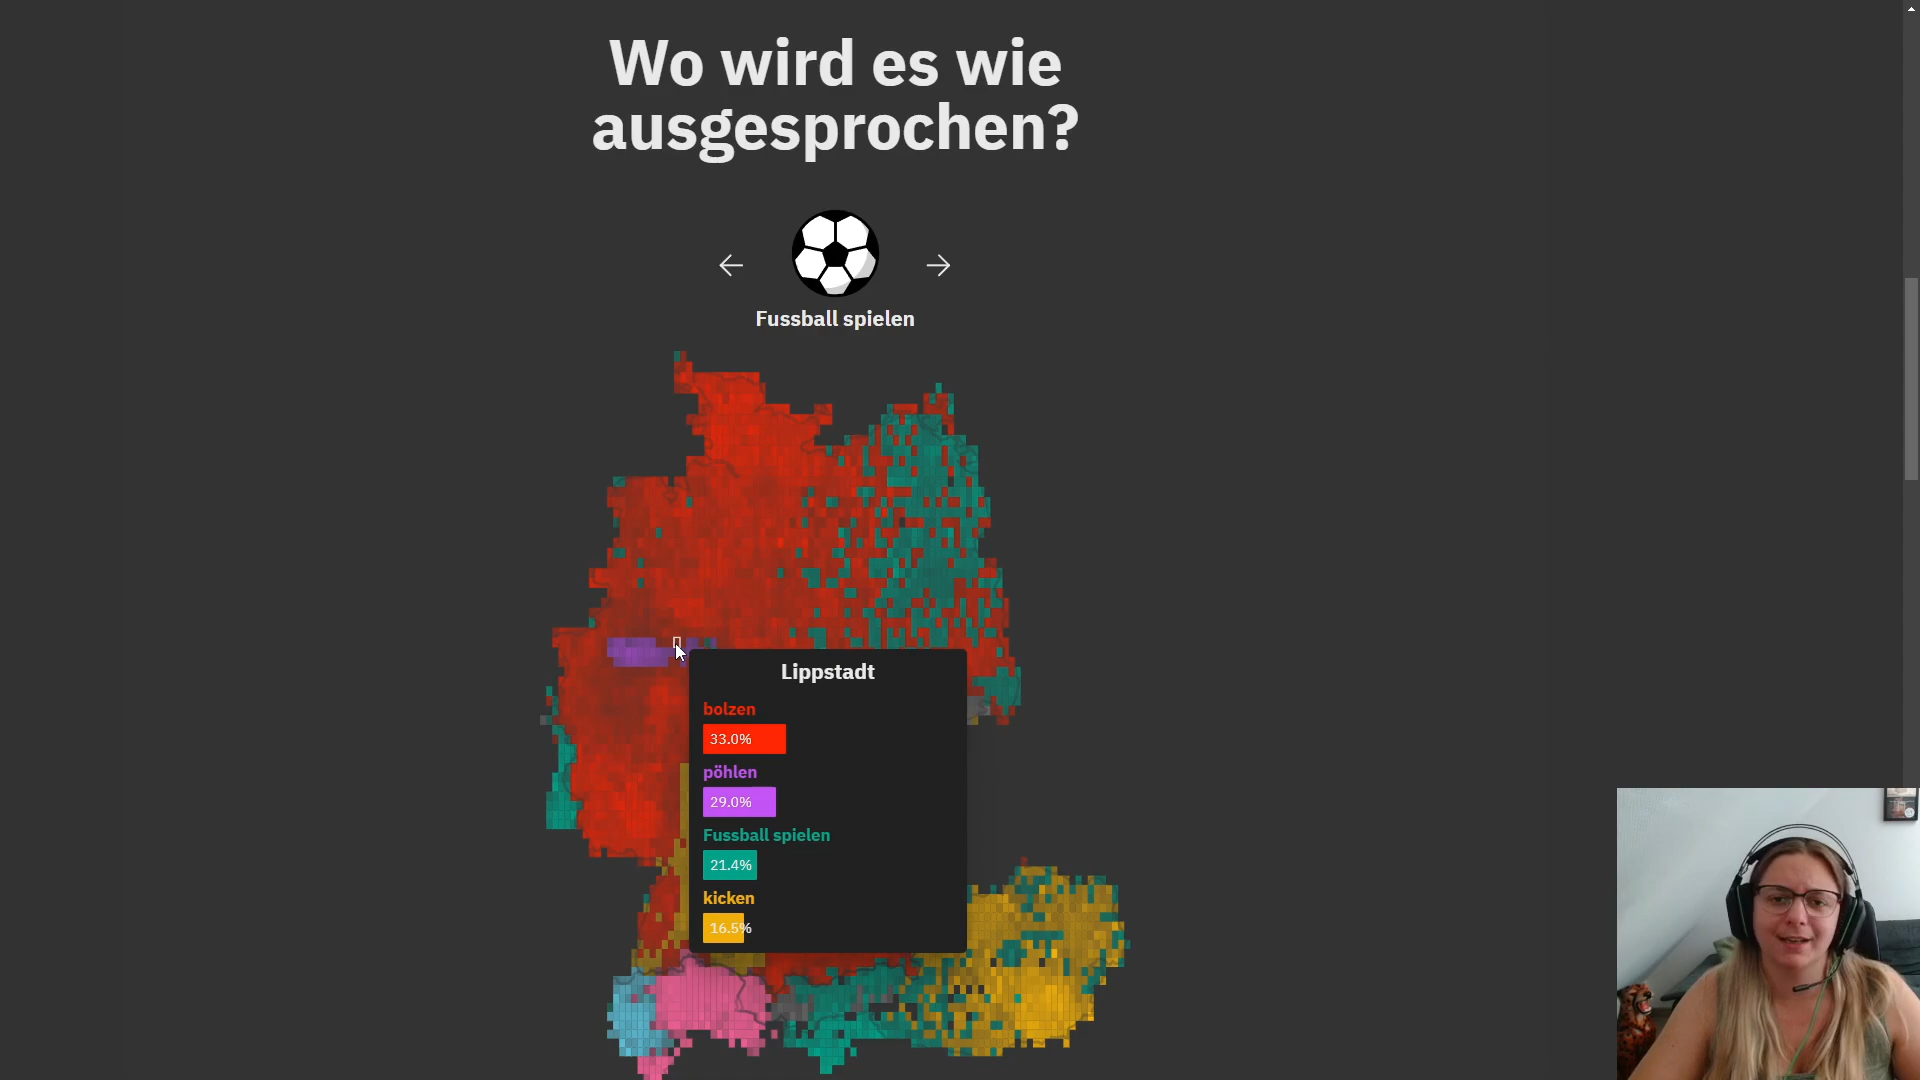 Wo wird es wie
ausgesprochen?
Fussball spielen
Lippstadt
bolzen
33.0%
pöhlen
29.0%
Fussball spielen
21.4%
kicken
16.5%